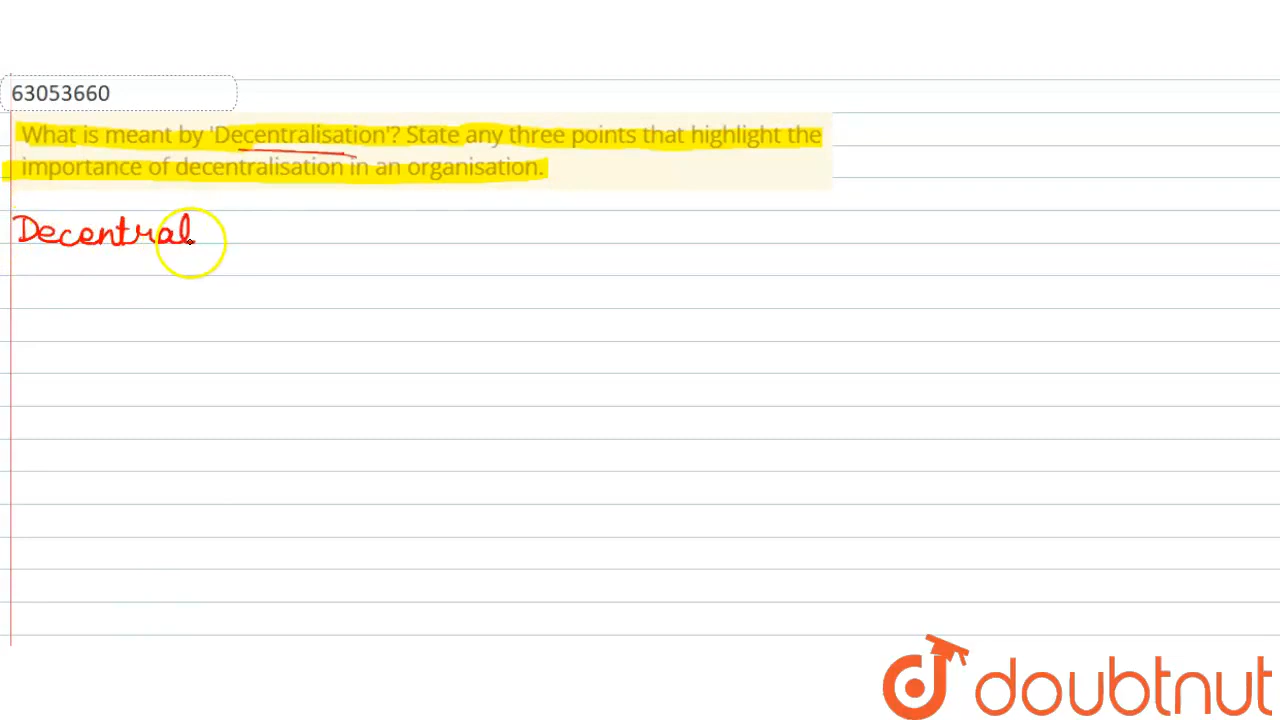 63053660
What is meant by 'Decentralisation'? State any three points that highlight the
importance of decentralisation in an organisation.
Decentral
doubtnut